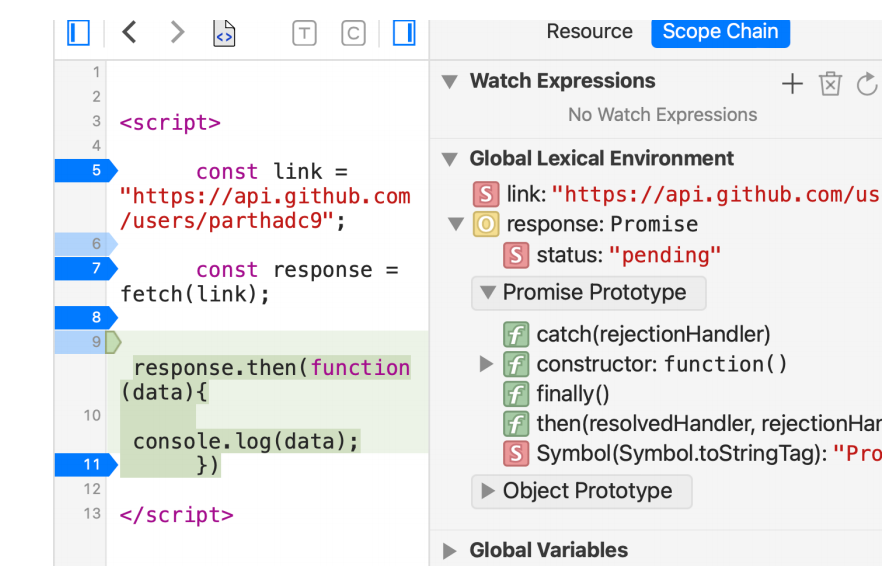 T C
Resource Scope Chain
1
2
3 <script>
4
5 const link =
"https://api.github.com
/users/parthadc9";
6
7 const response =
fetch(link);
8
9
response.then(function
(data){
10
console.log(data);
11 })
12
13 </script>
Watch Expressions
No Watch Expressions
Global Lexical Environment
S link: "https://api.github.com/us
O response: Promise
S status: "pending"
Promise Prototype
f catch(rejectionHandler)
f constructor: function()
f finally()
f then(resolvedHandler, rejectionHar
S Symbol(Symbol.toStringTag): "Pro
Object Prototype
Global Variables